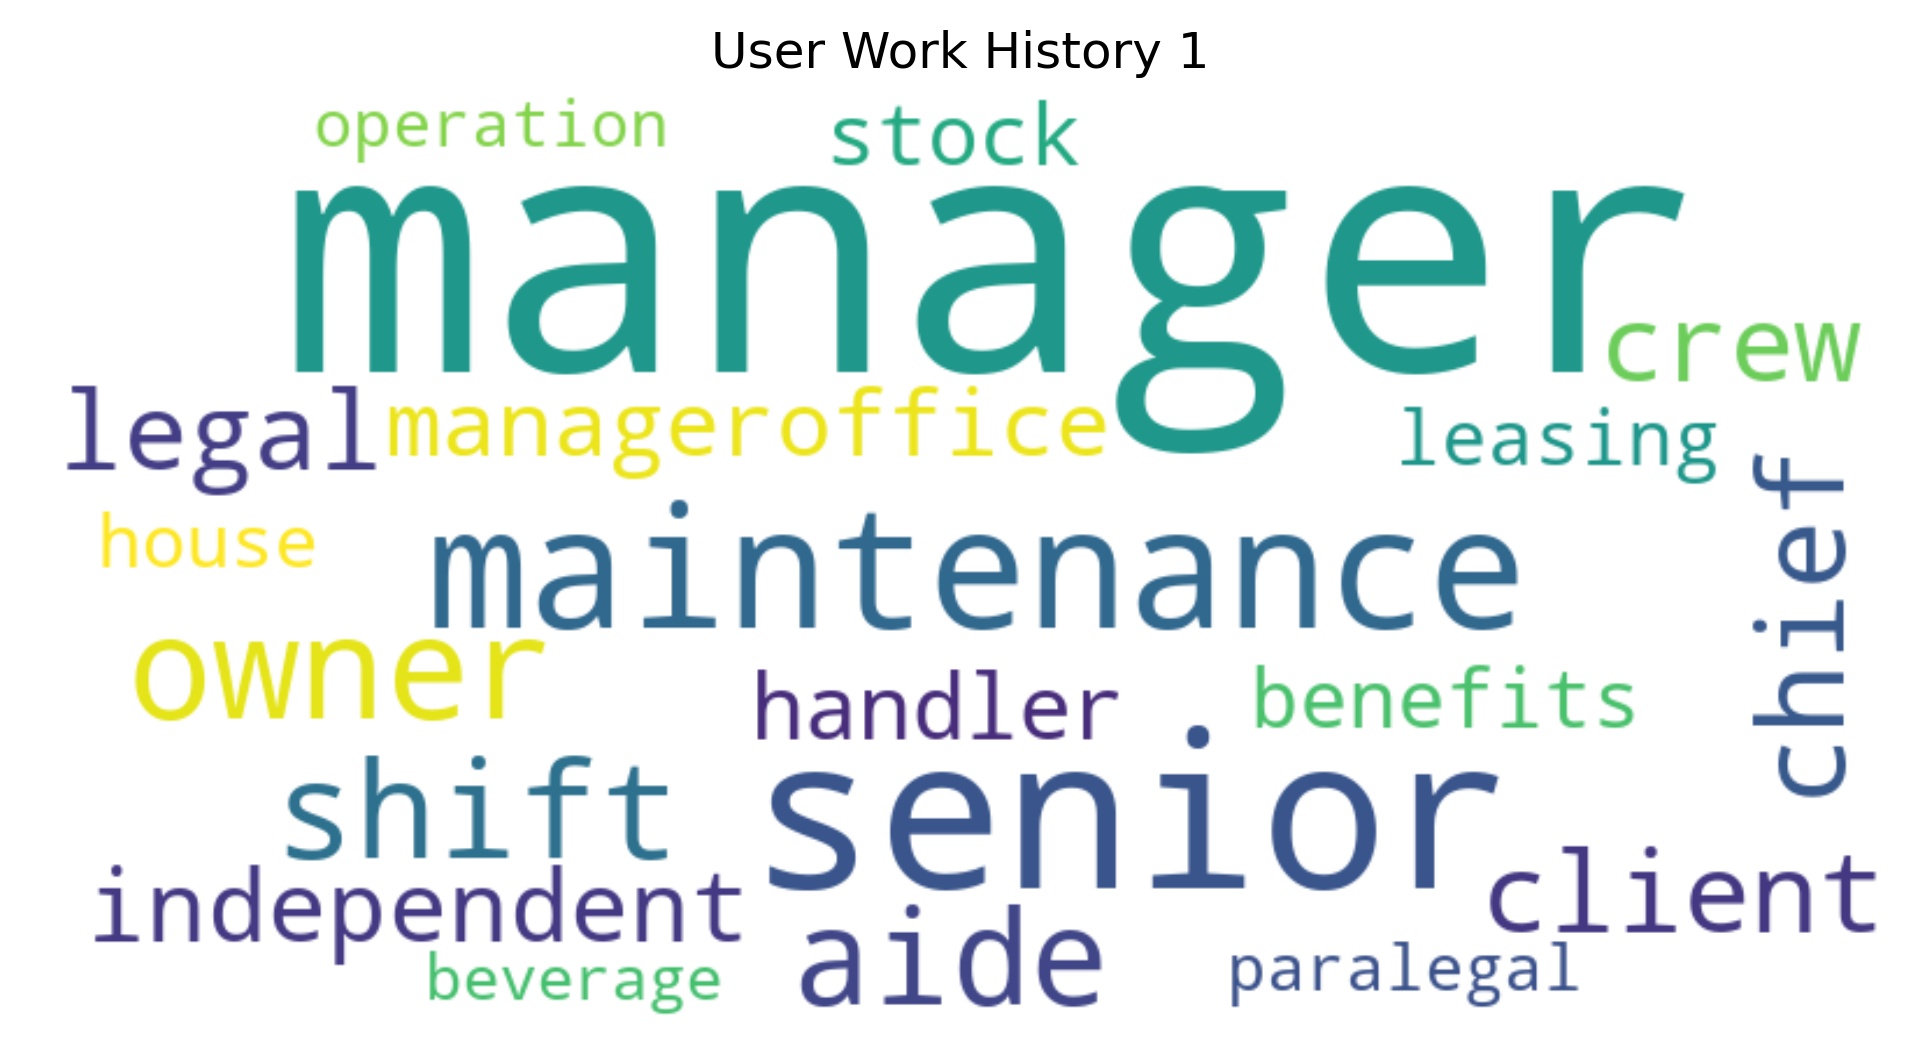 User Work History 1
operation
stock
manager
crew
legal
manageroffice
leasing
chief
house
maintenance
owner
handler
benefits
shift
senior
independent
client
aide
beverage
paralegal